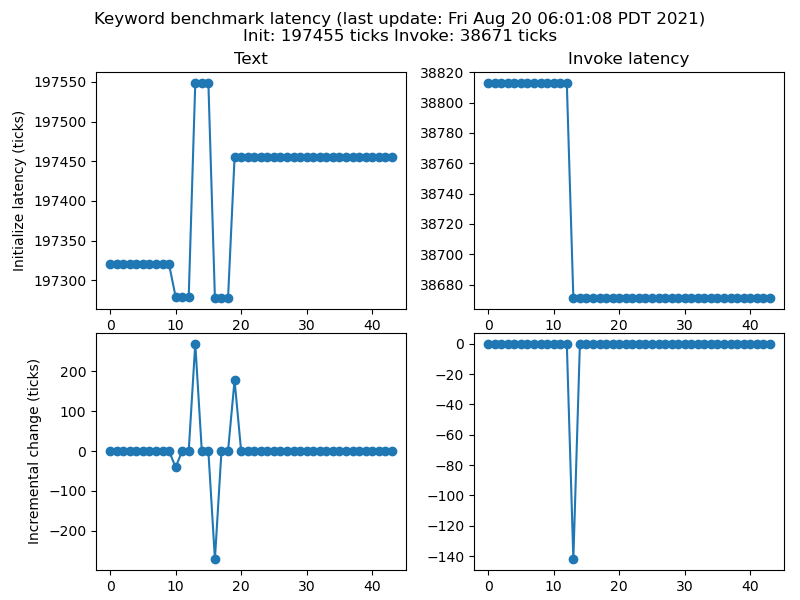 Keyword benchmark latency (last update: Fri Aug 20 06:01:08 PDT 2021)
Init: 197455 ticks Invoke: 38671 ticks
Text
Initialize latency (ticks)
197550
197500
197450
197400
197350
197300
0 10 20 30 40
Invoke latency
38820
38800
38780
38760
38740
38720
38700
38680
0 10 20 30 40
Incremental change (ticks)
200
100
0
−100
−200
0 10 20 30 40
0
−20
−40
−60
−80
−100
−120
−140
0 10 20 30 40